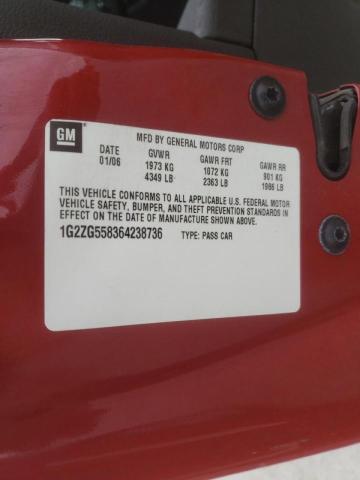 GM
MFD BY GENERAL MOTORS CORP
DATE GVWR GAWR FRT GAWR RR
01/06 1973 KG 1072 KG 901 KG
4349 LB 2363 LB 1986 LB
THIS VEHICLE CONFORMS TO ALL APPLICABLE U.S. FEDERAL MOTOR
VEHICLE SAFETY, BUMPER, AND THEFT PREVENTION STANDARDS IN
EFFECT ON THE DATE OF MANUFACTURE SHOWN ABOVE.
1G2ZG558364238736 TYPE: PASS CAR